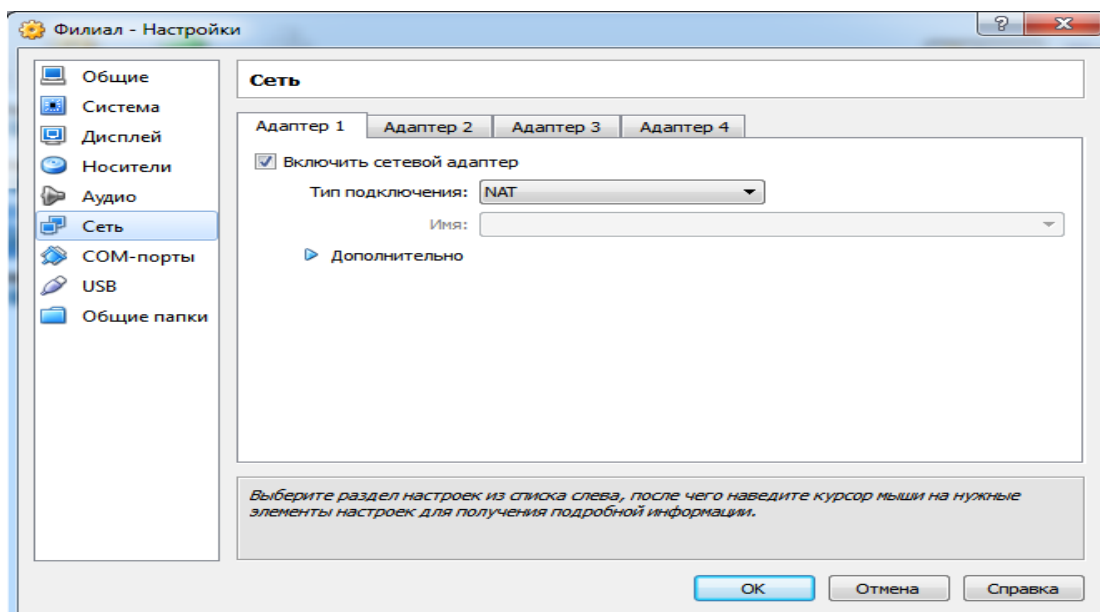 Филиал - Настройки
Общие
Система
Дисплей
Носители
Аудио
Сеть
COM-порты
USB
Общие папки
Сеть
Адаптер 1 Адаптер 2 Адаптер 3 Адаптер 4
Включить сетевой адаптер
Тип подключения: NAT
Имя:
Дополнительно
Выберите раздел настроек из списка слева, после чего наведите курсор мыши на нужные
элементы настроек для получения подробной информации.
OK Отмена Справка